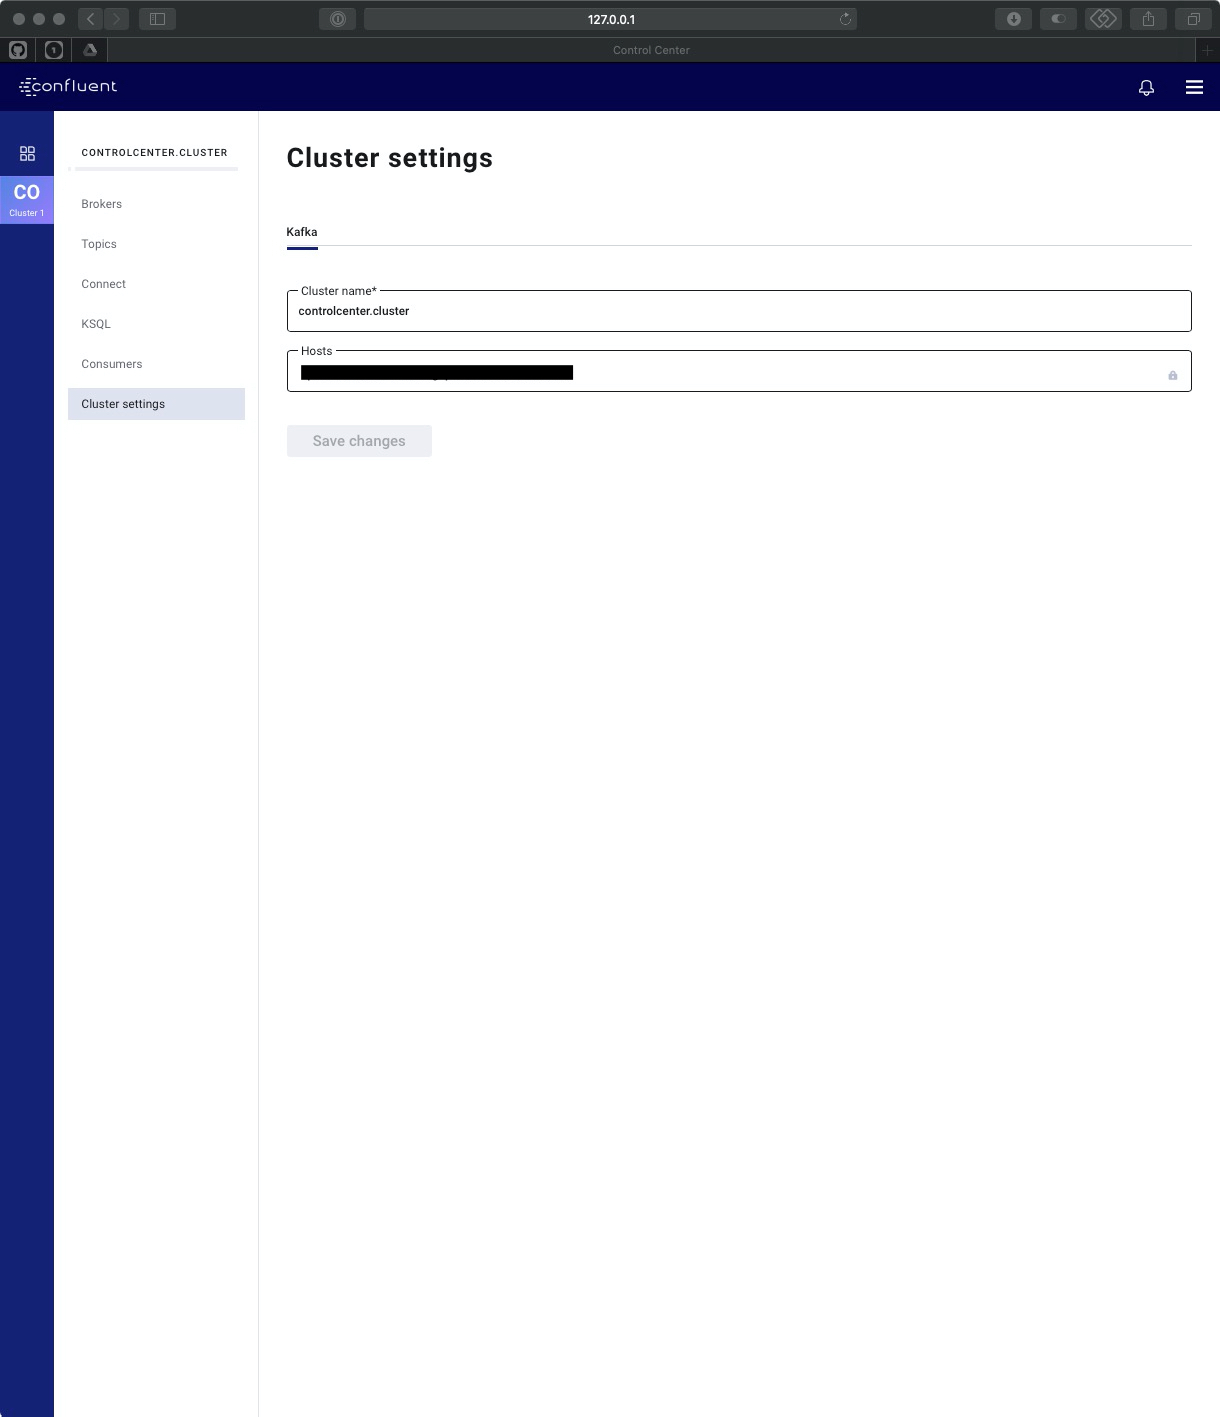 127.0.0.1
1
Control Center
confluent
CO
Cluster 1
CONTROLCENTER.CLUSTER
Brokers
Topics
Connect
KSQL
Consumers
Cluster settings
Cluster settings
Kafka
Cluster name*
controlcenter.cluster
Hosts
Save changes